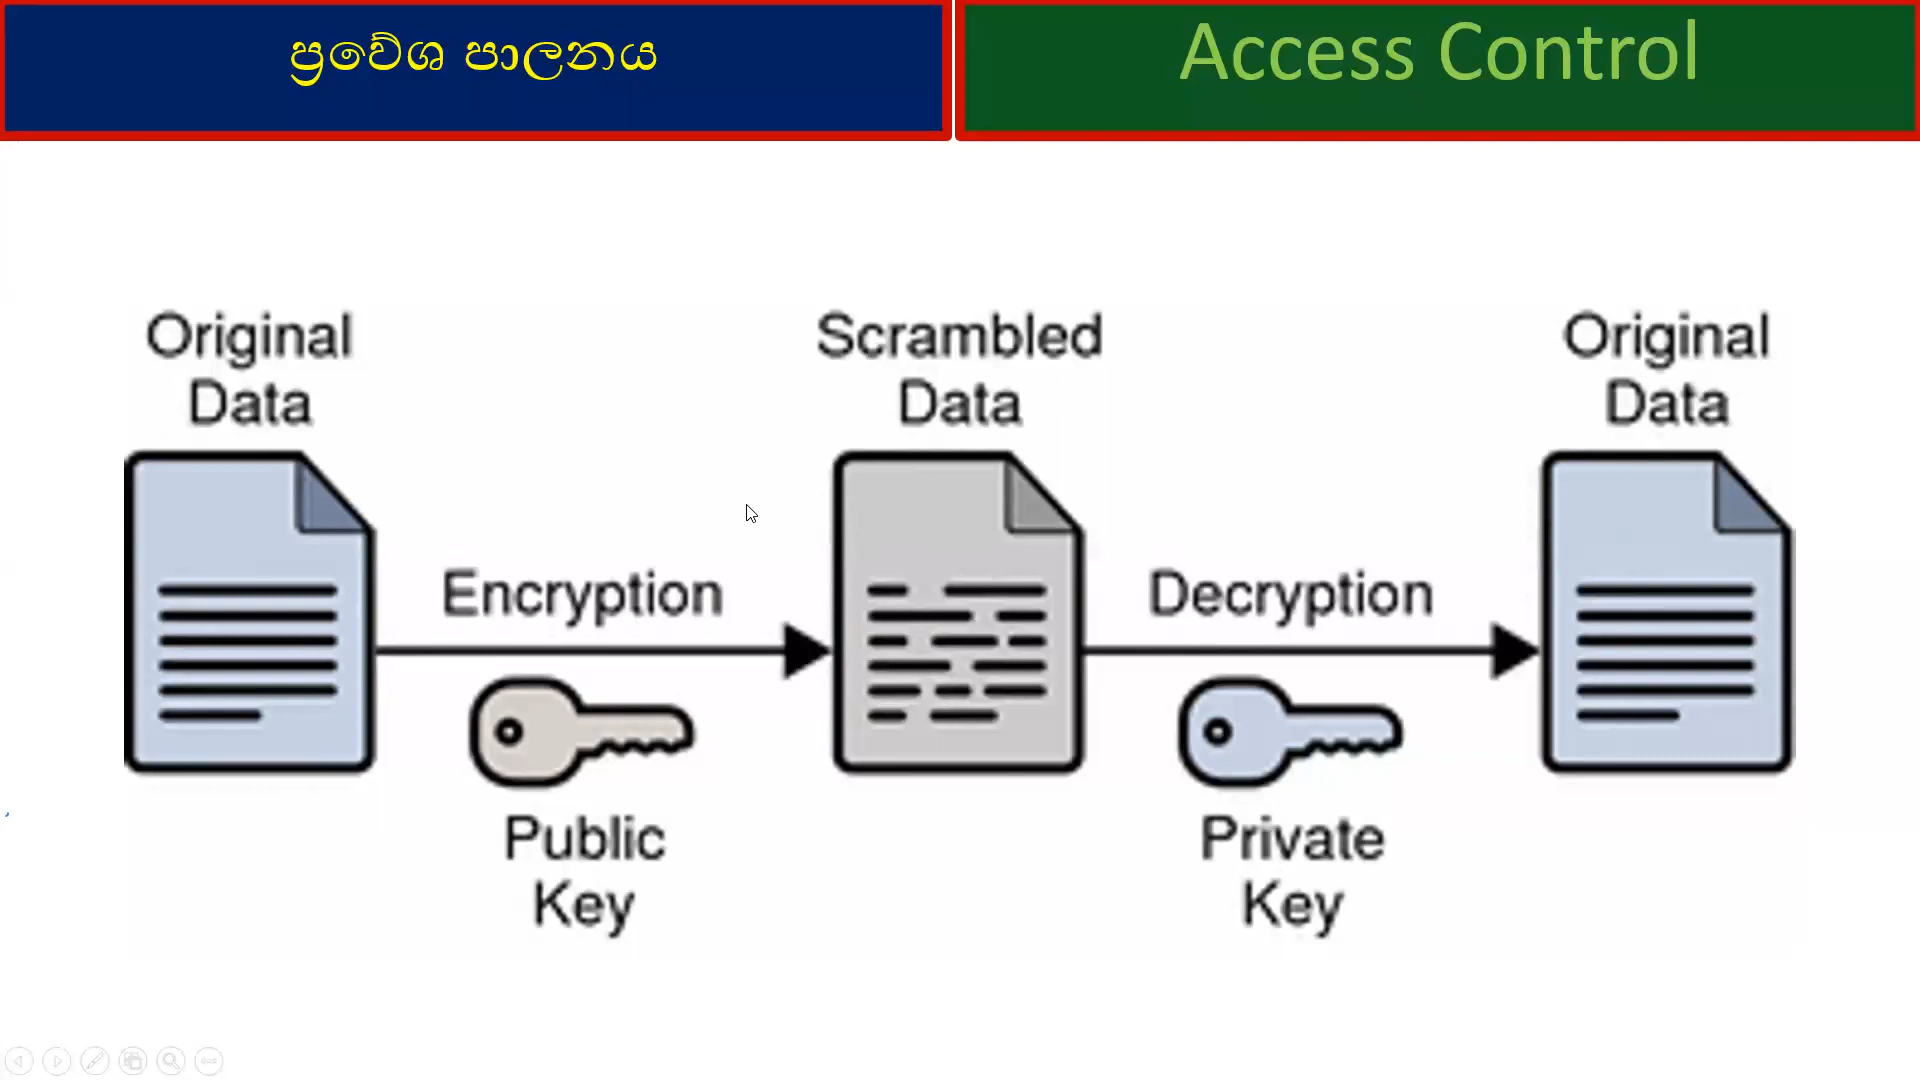 ප්‍රවේශ පාලනය
Access Control
Original
Data
Scrambled
Data
Original
Data
Encryption
Decryption
Public
Key
Private
Key